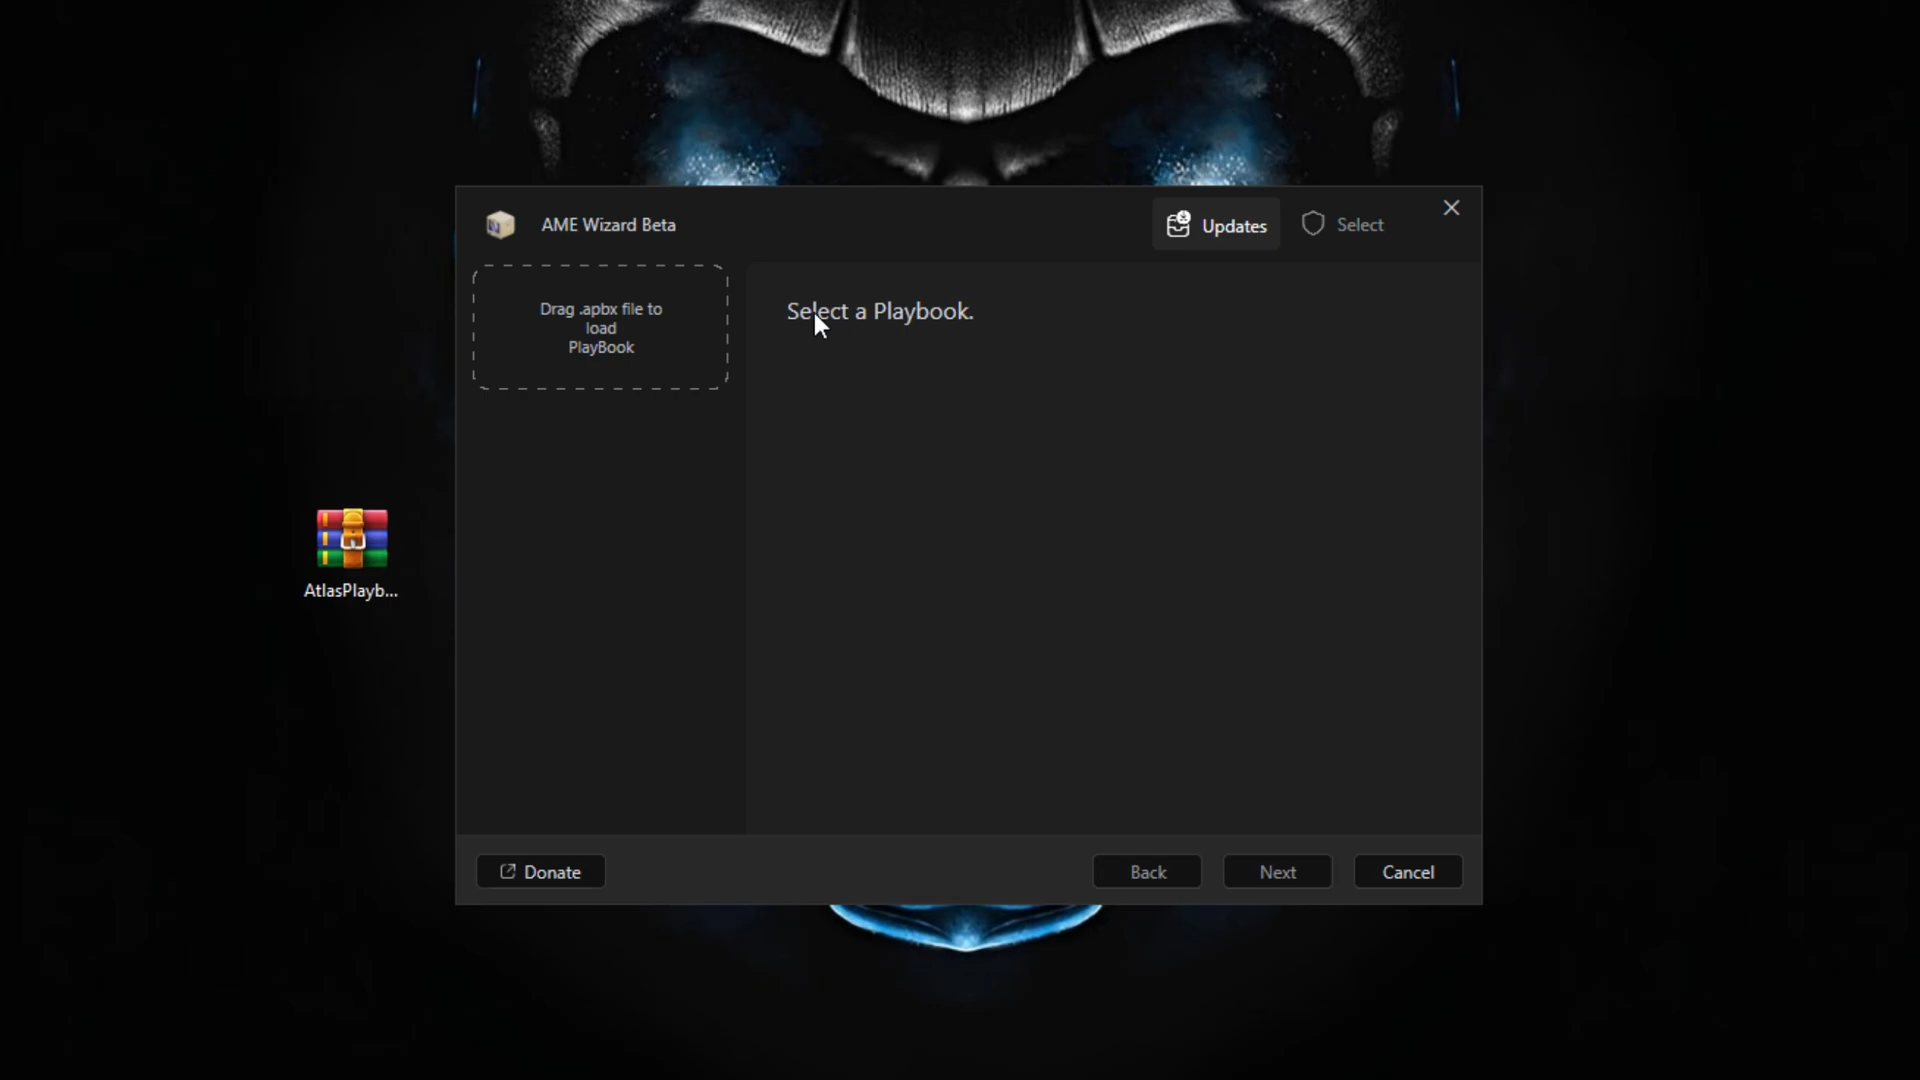 AME Wizard Beta
Updates
Select
Drag .apbx file to
load
PlayBook
Select a Playbook.
AtlasPlayb...
Donate
Back
Next
Cancel